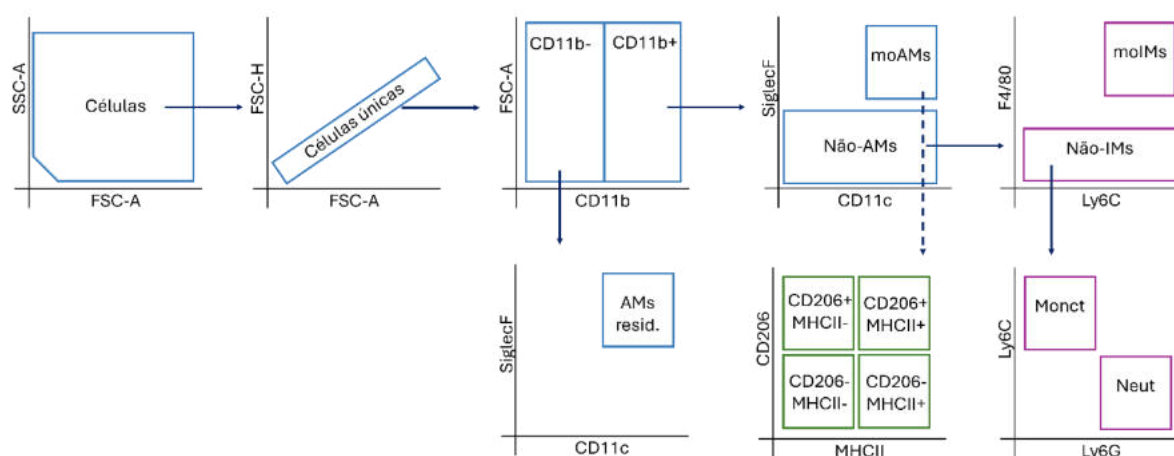 SSC-A
Células
FSC-A
FSC-H
Células únicas
FSC-A
FSC-A
CD11b-
CD11b+
CD11b
SiglecF
moAMs
Não-AMs
CD11c
F4/80
moIMs
Não-IMs
Ly6C
SiglecF
AMs
resid.
CD11c
CD206
CD206+
MHCII-
CD206+
MHCII+
CD206-
MHCII-
CD206-
MHCII+
MHCII
Ly6C
Monct
Neut
Ly6G